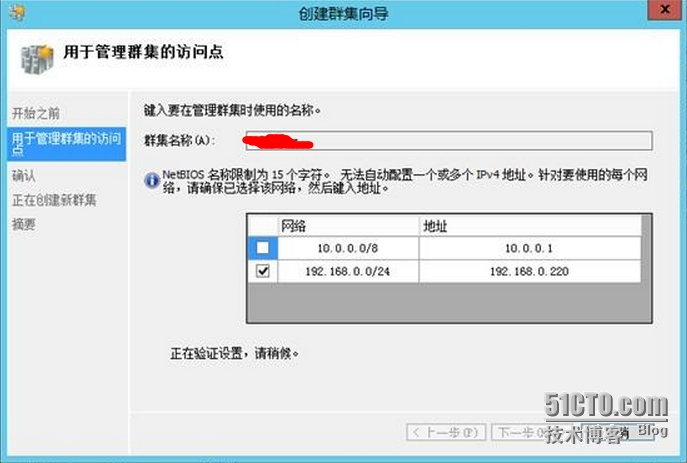 创建群集向导
用于管理群集的访问点
开始之前
用于管理群集的访问
点
确认
正在创建新群集
摘要
键入要在管理群集时使用的名称。
群集名称(A):
NetBIOS 名称限制为 15 个字符。 无法自动配置一个或多个 IPv4 地址。针对要使用的每个网
络，请确保已选择该网络，然后键入地址。
网络 地址
10.0.0.0/8 10.0.0.1
192.168.0.0/24 192.168.0.220
正在验证设置，请稍候。
< 上一步(P) 下一步 消
51CTO.com
技术博客 Blog